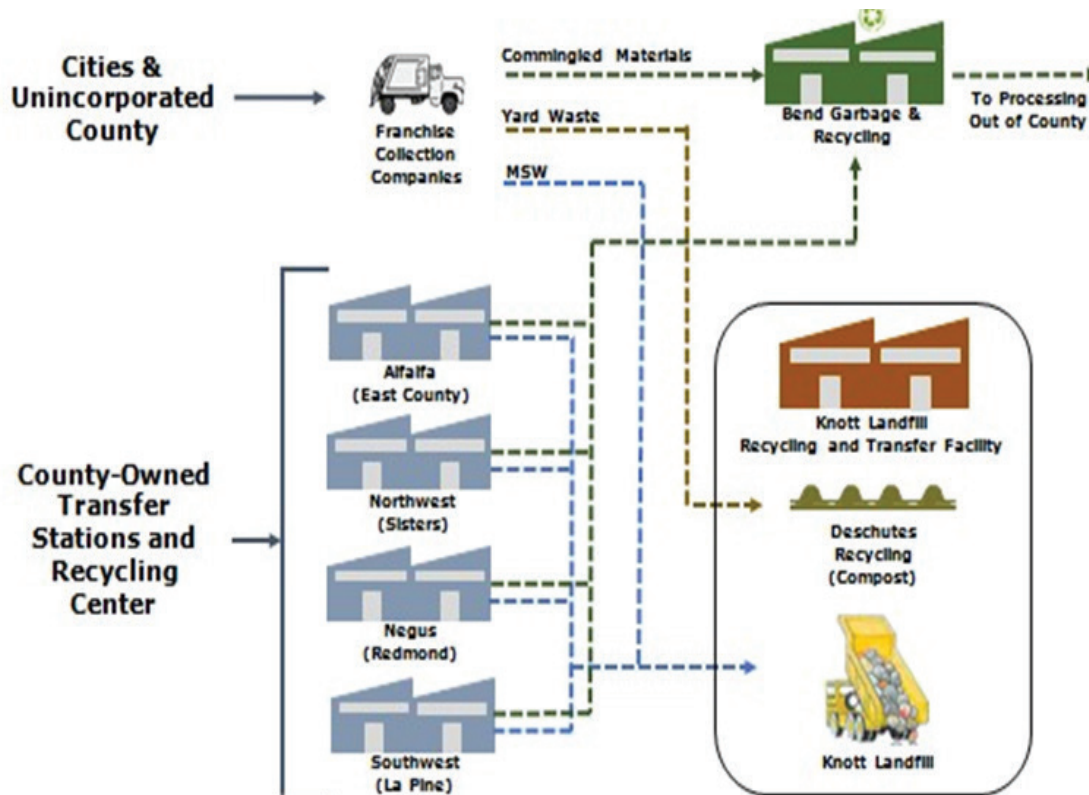 Cities &
Unincorporated
County
Franchise
Collection
Companies
Commingled Materials
Yard Waste
MSW
Bend Garbage &
Recycling
To Processing
Out of County
County-Owned
Transfer
Stations and
Recycling
Center
Alfalfa
(East County)
Northwest
(Sisters)
Negus
(Redmond)
Southwest
(La Pine)
Knott Landfill
Recycling and Transfer Facility
Deschutes
Recycling
(Compost)
Knott Landfill